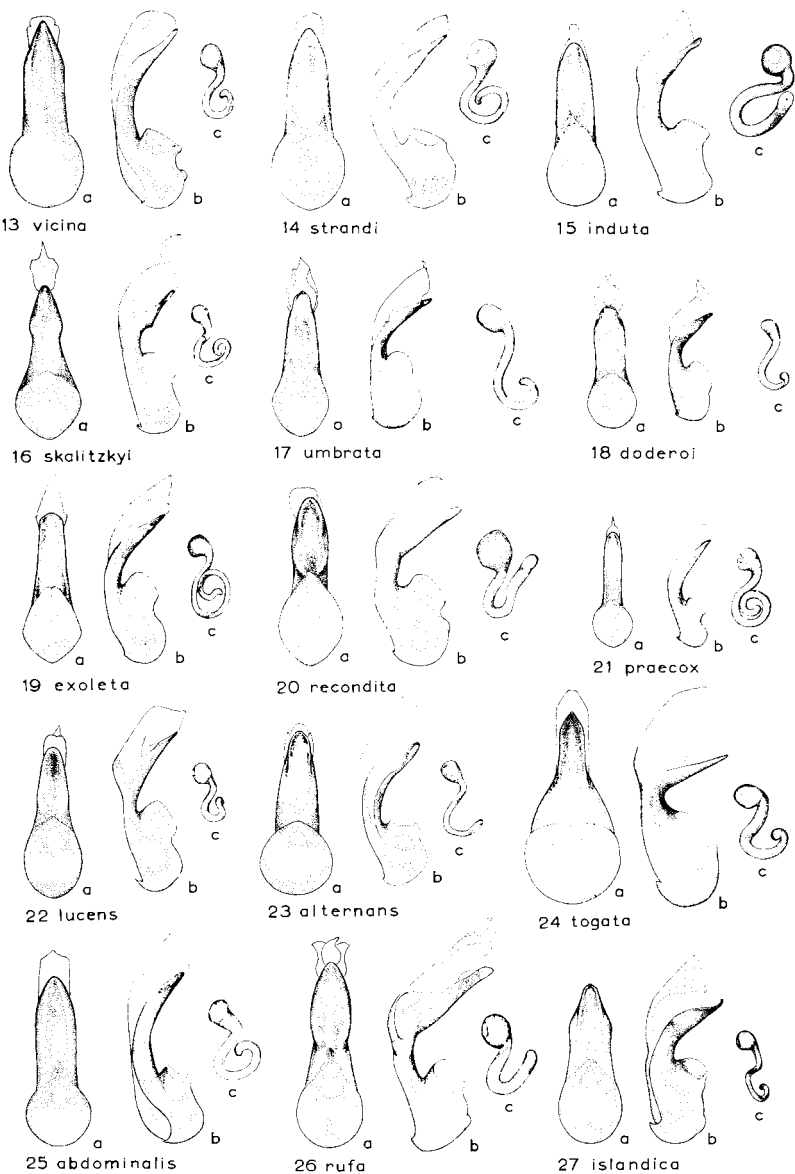 a b c a b c a b c
13 vicina 14 strandi 15 induta
a b c o b c a b c
16 skalitzkyi 17 umbrata 18 doderoi
a b c a b c a b c
19 exoleta 20 recondita 21 praecox
a b c a b c a b c
22 lucens 23 alternans 24 togata
a b c a b c a b c
25 abdominalis 26 rufa 27 islandica